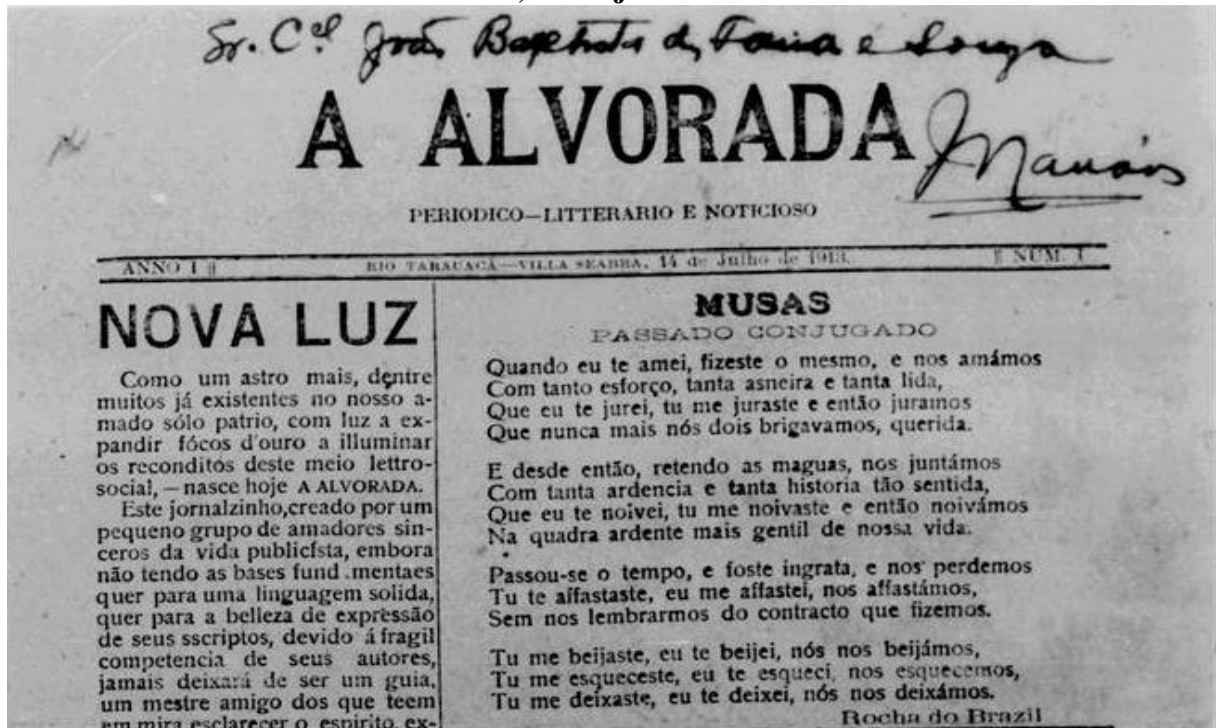 Sr. Cel João Baptista de Faria e Souza
A ALVORADA
Manáos
PERIODICO—LITTERARIO E NOTICIOSO
ANNO I
RIO TARAUACÁ—VILLA SEABRA, 14 de Julho de 1913.
NUM. 1
NOVA LUZ
Como um astro mais, dentre
muitos já existentes no nosso a-
mado sólo patrio, com luz a ex-
pandir fócos d'ouro a illuminar
os reconditos deste meio lettro-
social, — nasce hoje A ALVORADA.
Este jornalzinho,creado por um
pequeno grupo de amadores sin-
ceros da vida publicísta, embora
não tendo as bases fund.mentaes
quer para uma linguagem solida,
quer para a belleza de expressão
de seus sscriptos, devido á fragil
competencia de seus autores,
jamais deixará de ser um guia,
um mestre amigo dos que teem
em mira esclarecer o espirito, ex-
MUSAS
PASSADO CONJUGADO
Quando eu te amei, fizeste o mesmo, e nos amámos
Com tanto esforço, tanta asneira e tanta lida,
Que eu te jurei, tu me juraste e então juramos
Que nunca mais nós dois brigavamos, querida.
E desde então, retendo as maguas, nos juntámos
Com tanta ardencia e tanta historia tão sentida,
Que eu te noivei, tu me noivaste e então noivámos
Na quadra ardente mais gentil de nossa vida.
Passou-se o tempo, e foste ingrata, e nos perdemos
Tu te affastaste, eu me affastei, nos affastámos,
Sem nos lembrarmos do contracto que fizemos.
Tu me beijaste, eu te beijei, nós nos beijámos,
Tu me esqueceste, eu te esqueci, nos esquecemos,
Tu me deixaste, eu te deixei, nós nos deixámos.
Rocha do Brazil